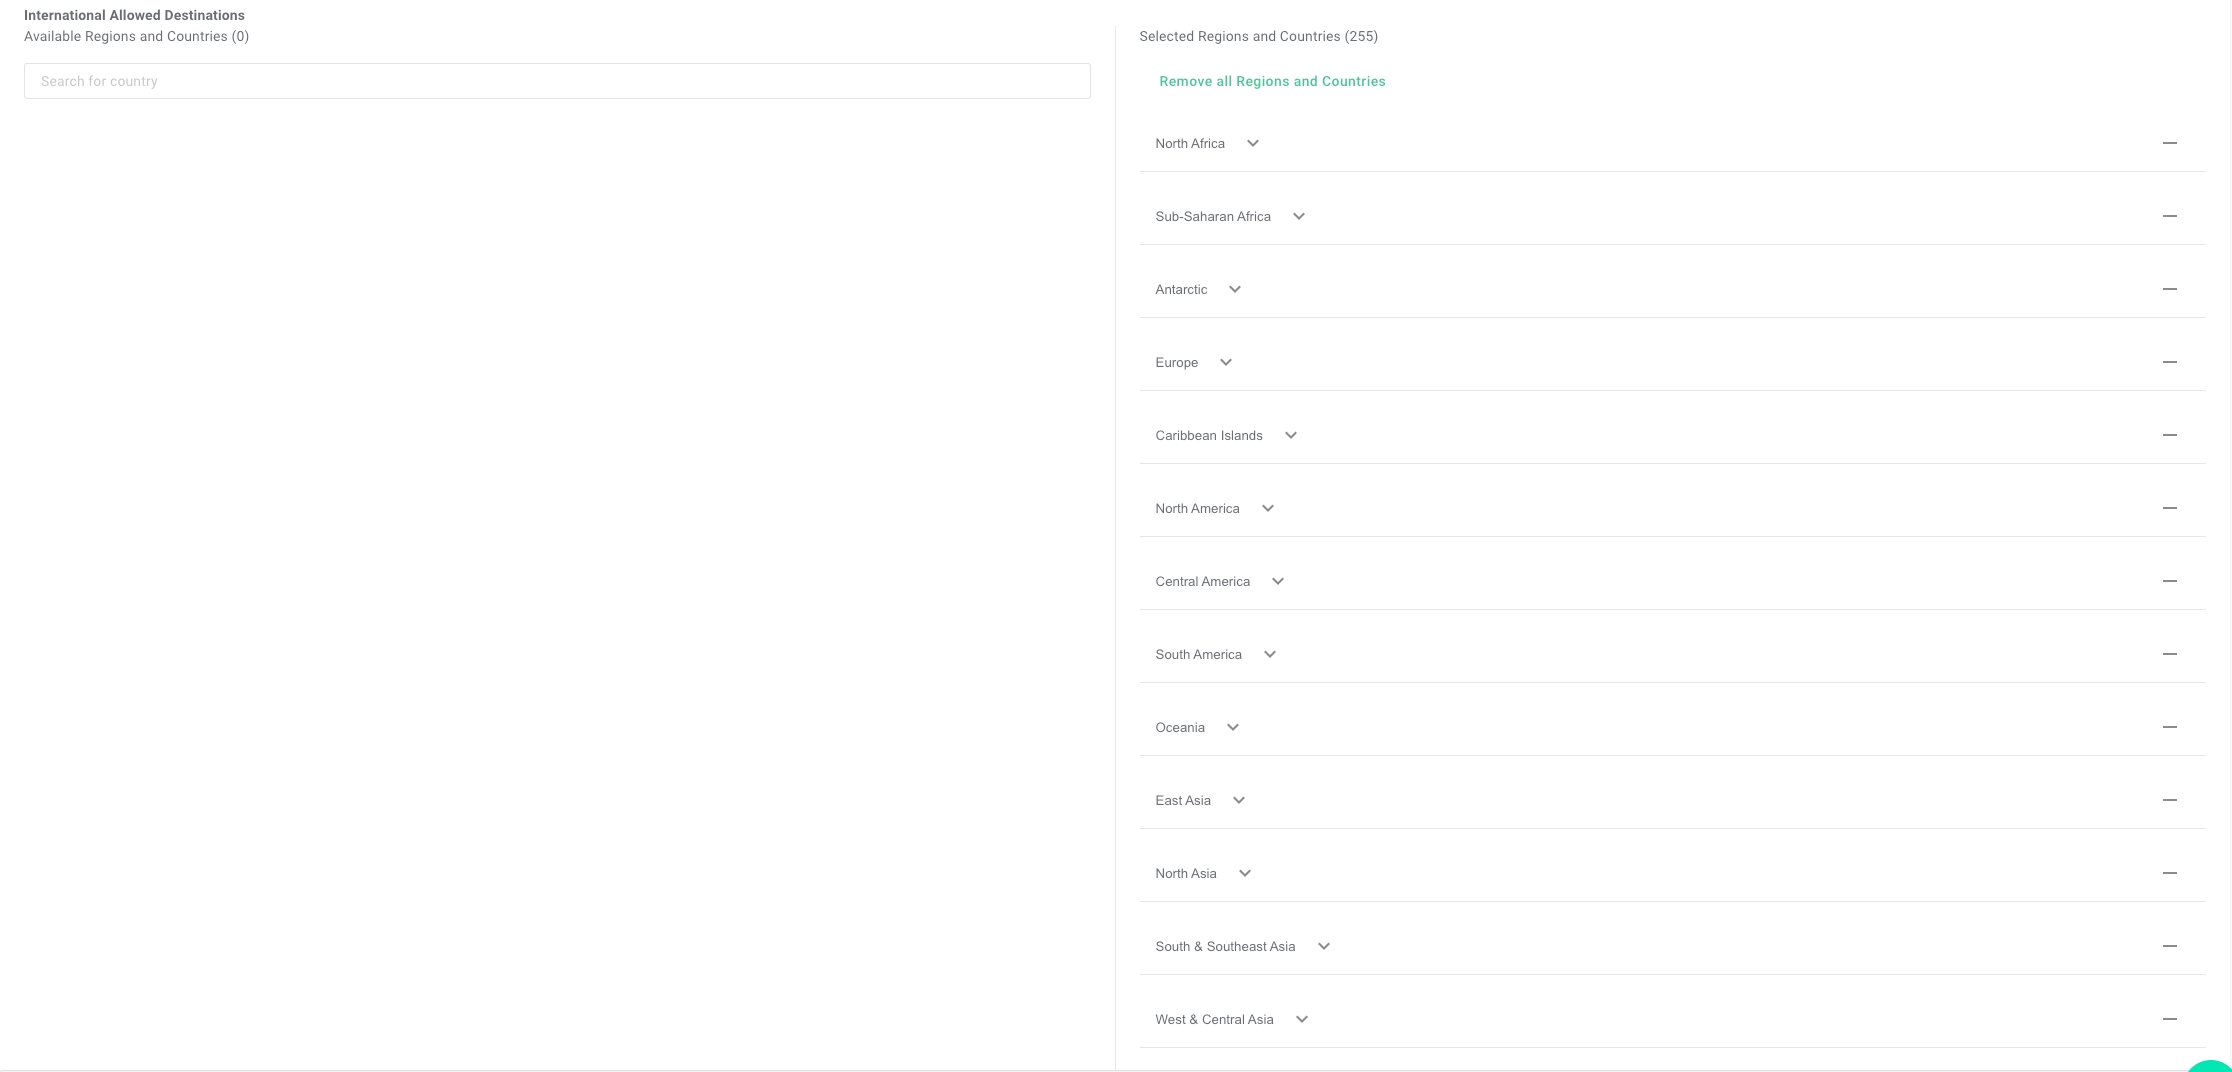 International Allowed Destinations
Available Regions and Countries (0)
Search for country
Selected Regions and Countries (255)
Remove all Regions and Countries
North Africa
Sub-Saharan Africa
Antarctic
Europe
Caribbean Islands
North America
Central America
South America
Oceania
East Asia
North Asia
South & Southeast Asia
West & Central Asia